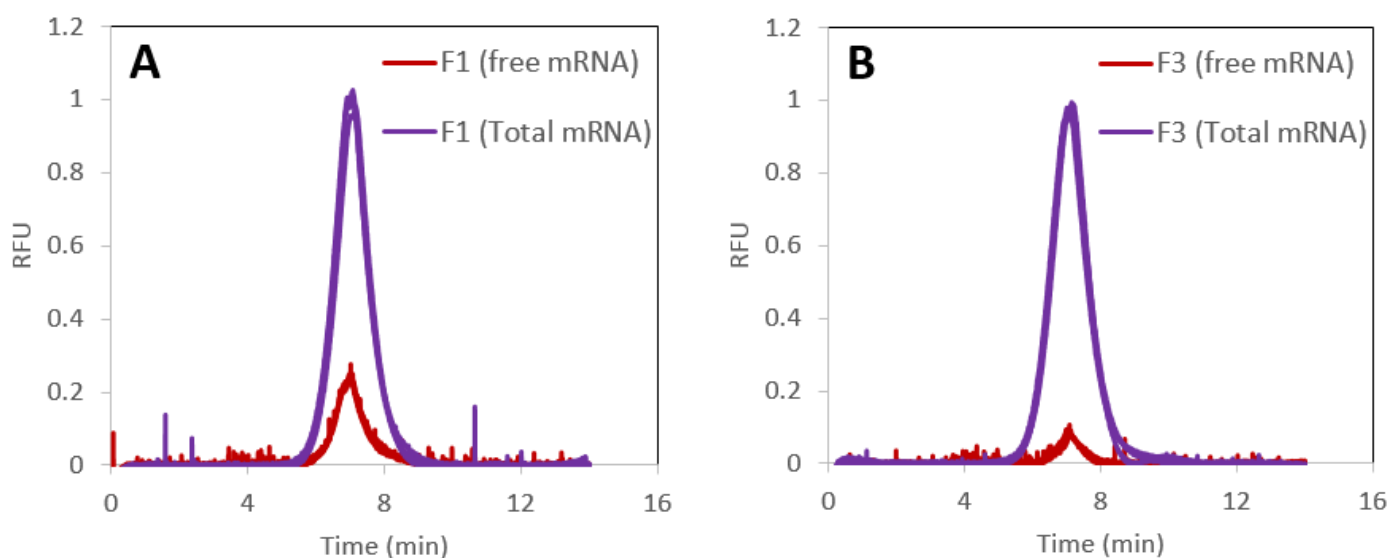 A
F1 (free mRNA)
F1 (Total mRNA)
RFU
1.2
1
0.8
0.6
0.4
0.2
0
0
4
8
12
16
Time (min)
B
F3 (free mRNA)
F3 (Total mRNA)
RFU
1.2
1
0.8
0.6
0.4
0.2
0
0
4
8
12
16
Time (min)